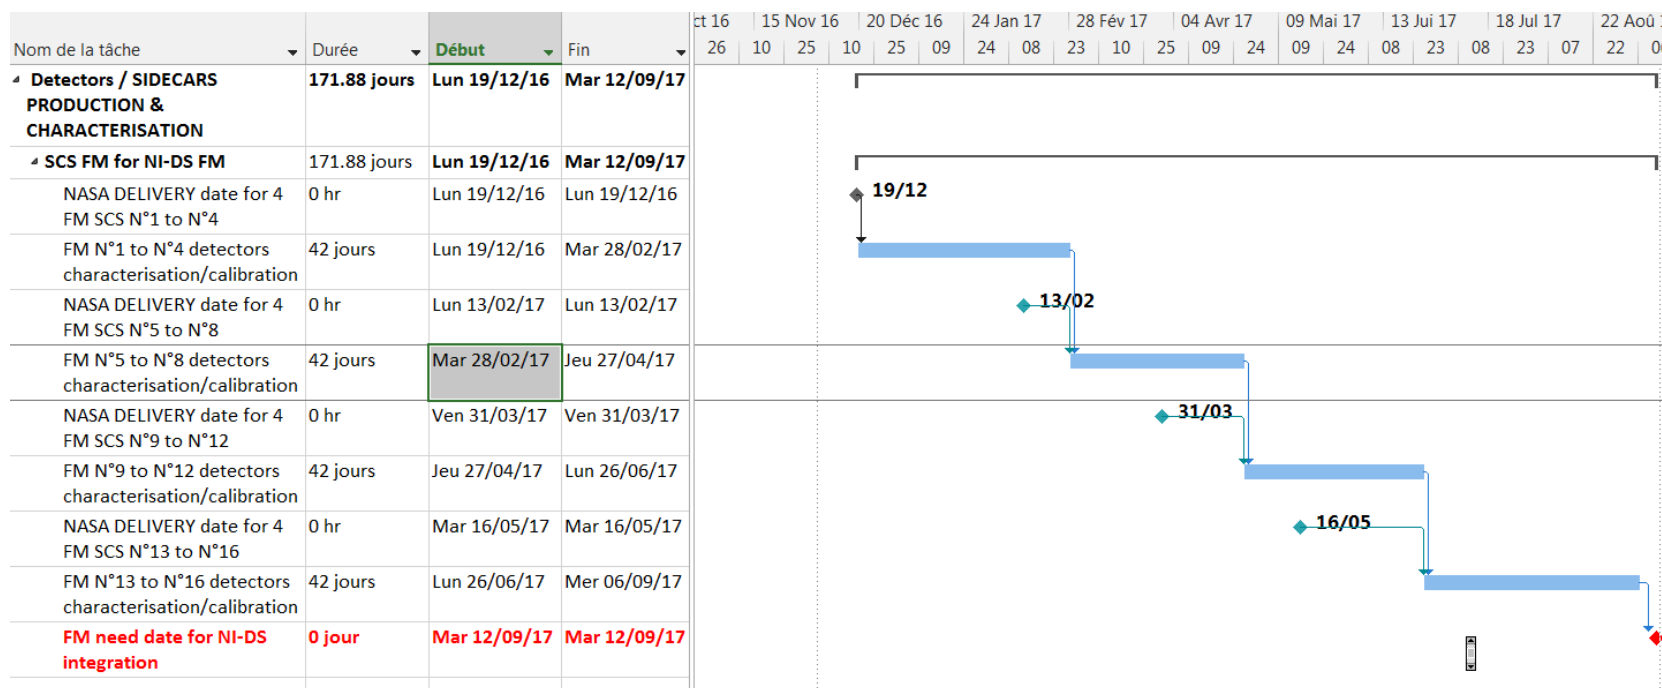 ct 16 15 Nov 16 20 Déc 16 24 Jan 17 28 Fév 17 04 Avr 17 09 Mai 17 13 Jui 17 18 Jul 17 22 Aoû
Nom de la tâche Durée Début Fin 26 10 25 10 25 09 24 08 23 10 25 09 24 09 24 08 23 08 23 07 22 0
Detectors / SIDECARS 171.88 jours Lun 19/12/16 Mar 12/09/17
PRODUCTION &
CHARACTERISATION
SCS FM for NI-DS FM 171.88 jours Lun 19/12/16 Mar 12/09/17
NASA DELIVERY date for 4 0 hr Lun 19/12/16 Lun 19/12/16 19/12
FM SCS N°1 to N°4
FM N°1 to N°4 detectors 42 jours Lun 19/12/16 Mar 28/02/17
characterisation/calibration
NASA DELIVERY date for 4 0 hr Lun 13/02/17 Lun 13/02/17 13/02
FM SCS N°5 to N°8
FM N°5 to N°8 detectors 42 jours Mar 28/02/17 Jeu 27/04/17
characterisation/calibration
NASA DELIVERY date for 4 0 hr Ven 31/03/17 Ven 31/03/17 31/03
FM SCS N°9 to N°12
FM N°9 to N°12 detectors 42 jours Jeu 27/04/17 Lun 26/06/17
characterisation/calibration
NASA DELIVERY date for 4 0 hr Mar 16/05/17 Mar 16/05/17 16/05
FM SCS N°13 to N°16
FM N°13 to N°16 detectors 42 jours Lun 26/06/17 Mer 06/09/17
characterisation/calibration
FM need date for NI-DS 0 jour Mar 12/09/17 Mar 12/09/17
integration